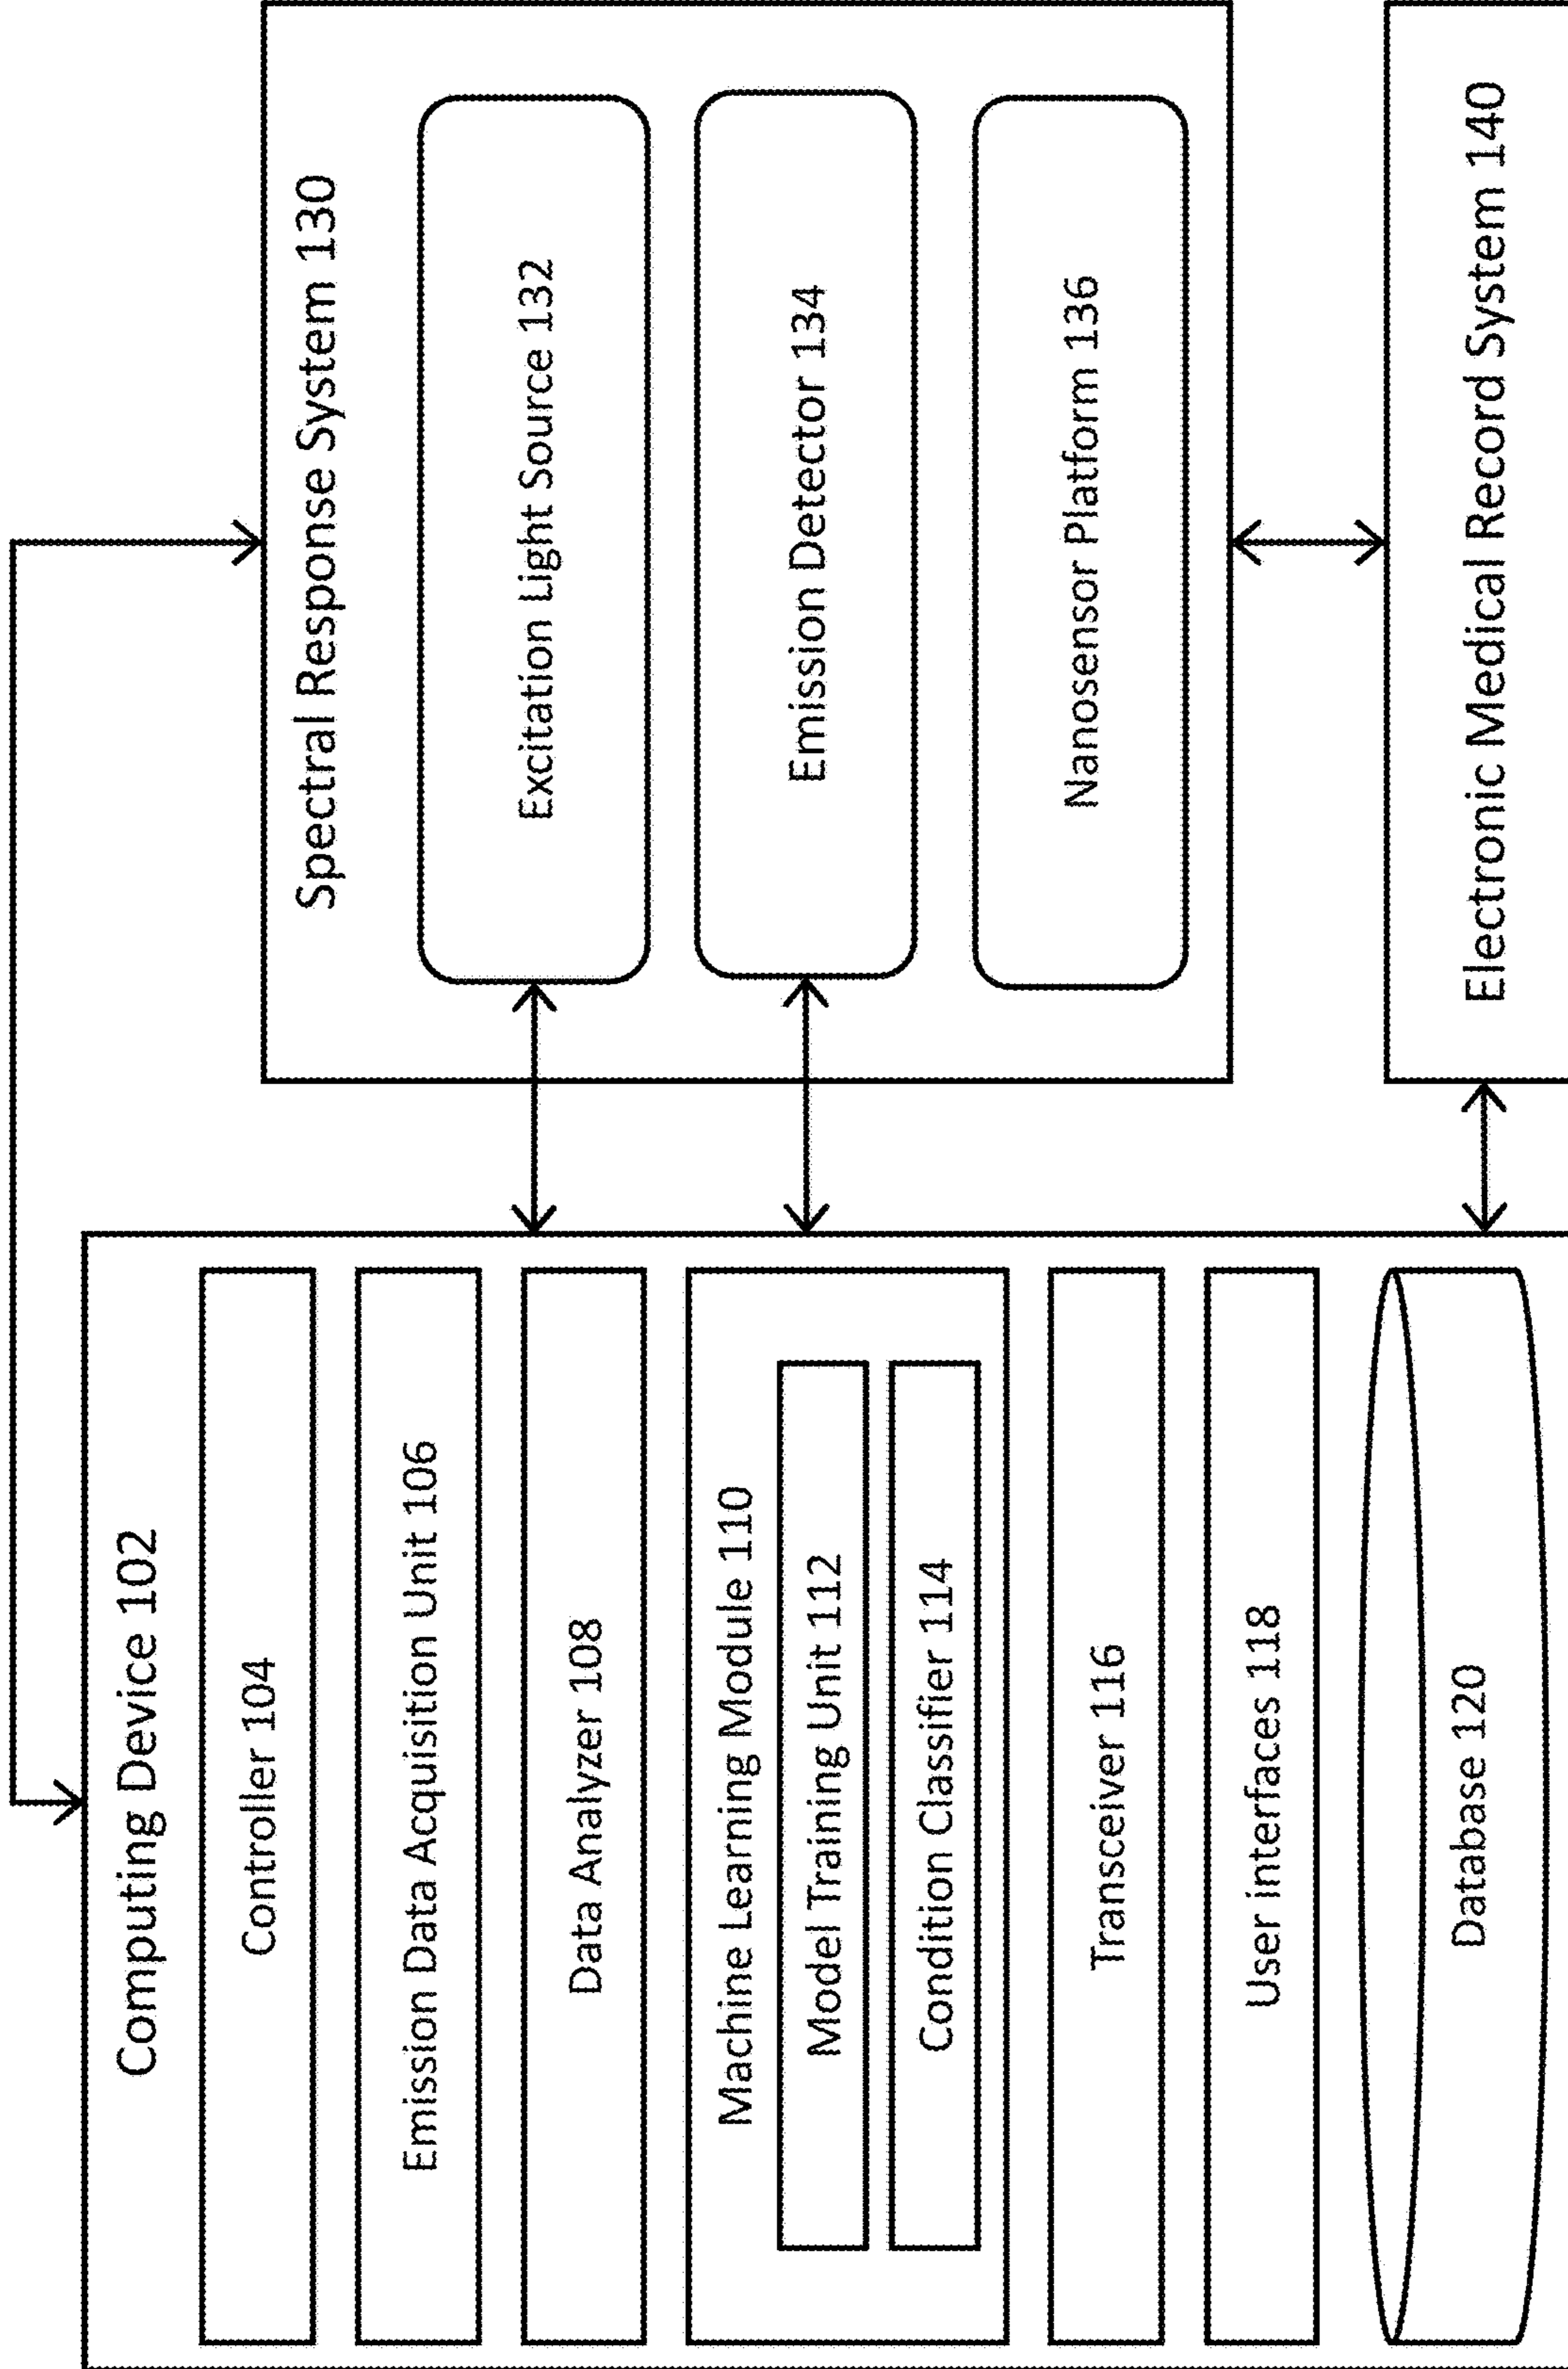 Computing Device 102
Controller 104
Emission Data Acquisition Unit 106
Data Analyzer 108
Machine Learning Module 110
Model Training Unit 112
Condition Classifier 114
Transceiver 116
User interfaces 118
Database 120
Spectral Response System 130
Excitation Light Source 132
Emission Detector 134
Nanosensor Platform 136
Electronic Medical Record System 140